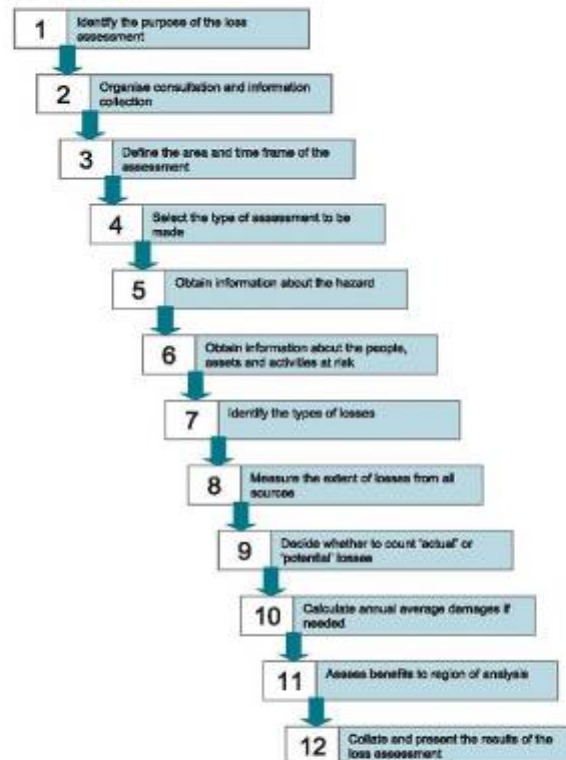 1
Identify the purpose of the loss
assessment
2
Organise consultation and information
collection
3
Define the area and time frame of the
assessment
4
Select the type of assessment to be
made
5
Obtain information about the hazard
6
Obtain information about the people,
assets and activities at risk
7
Identify the types of losses
8
Measure the extent of losses from all
sources
9
Decide whether to count 'actual' or
'potential' losses
10
Calculate annual average damages if
needed
11
Assess benefits to region of analysis
12
Collate and present the results of the
loss assessment